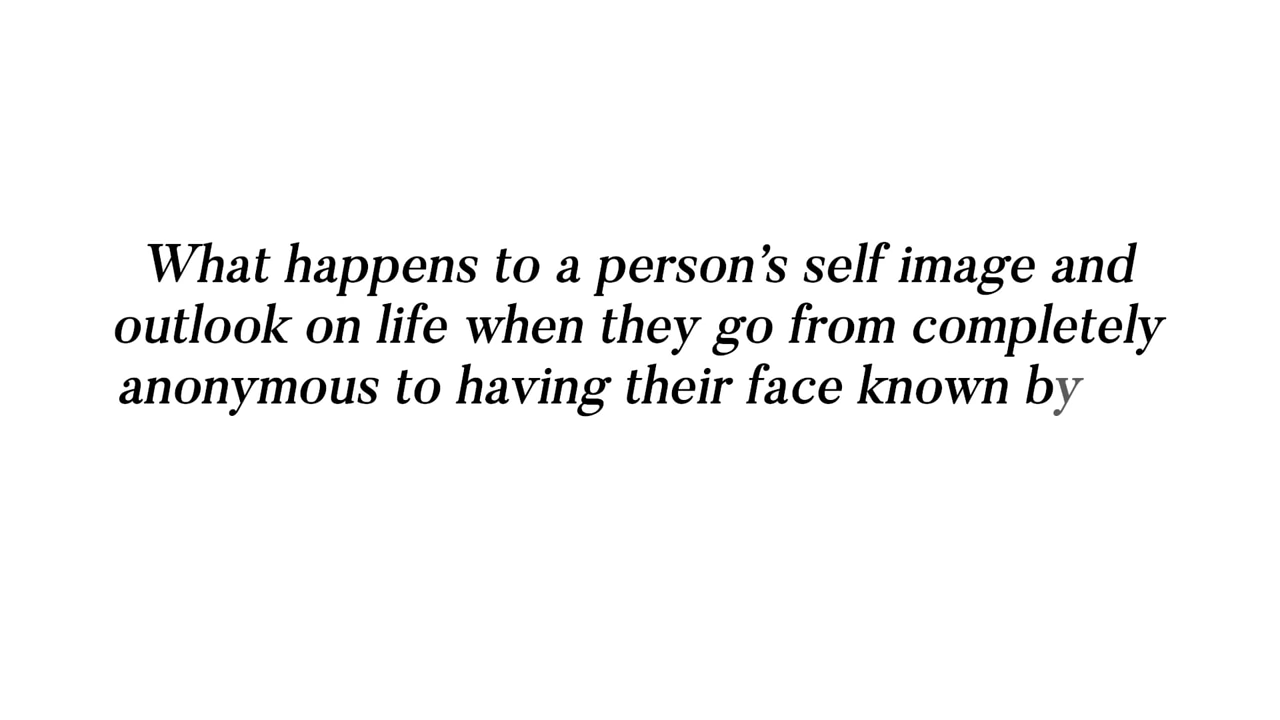 What happens to a person’s self image and
outlook on life when they go from completely
anonymous to having their face known by